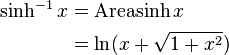 sinh⁻¹ x = Areasinh x
= ln(x + √1 + x²)